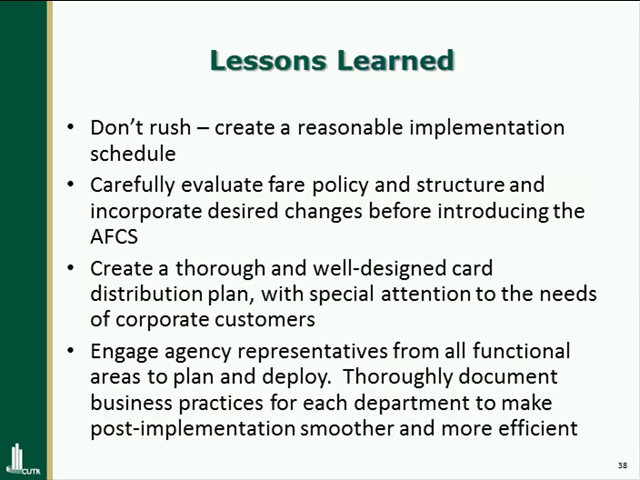 Lessons Learned
• Don’t rush – create a reasonable implementation
schedule
• Carefully evaluate fare policy and structure and
incorporate desired changes before introducing the
AFCS
• Create a thorough and well-designed card
distribution plan, with special attention to the needs
of corporate customers
• Engage agency representatives from all functional
areas to plan and deploy.  Thoroughly document
business practices for each department to make
post-implementation smoother and more efficient
CUTR
38